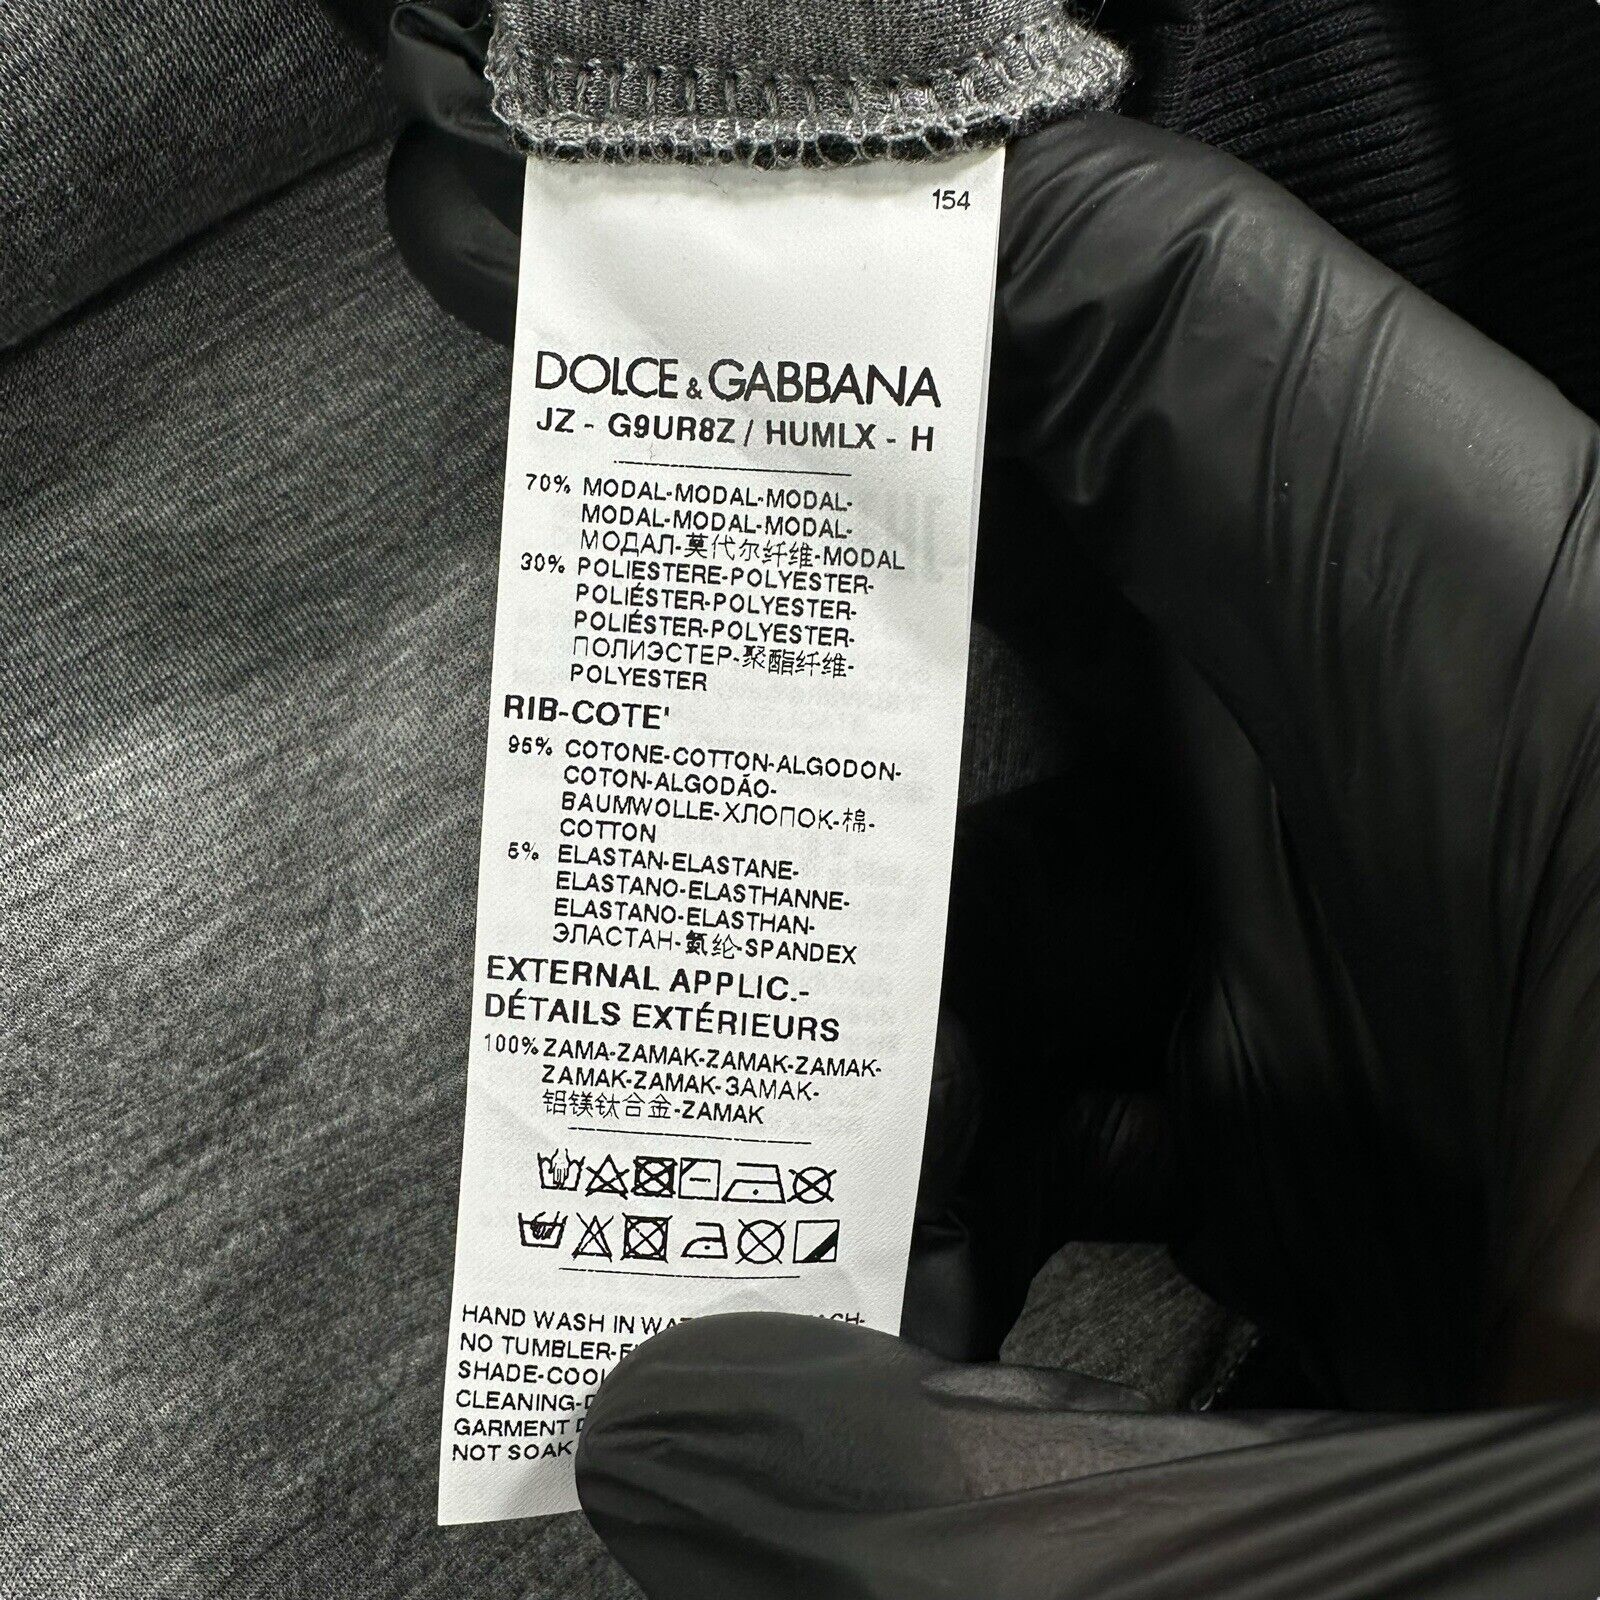 154
DOLCE & GABBANA
JZ - G9UR8Z / HUMLX - H
70% MODAL-MODAL-MODAL-
MODAL-MODAL-MODAL-
МОДАЛ-莫代尔纤维-MODAL
30% POLIESTERE-POLYESTER-
POLIÉSTER-POLYESTER-
POLIÉSTER-POLYESTER-
ПОЛИЭСТЕР-聚酯纤维-
POLYESTER
RIB-COTE'
95% COTONE-COTTON-ALGODON-
COTON-ALGODÃO-
BAUMWOLLE-ХЛОПОК-棉-
COTTON
5% ELASTAN-ELASTANE-
ELASTANO-ELASTHANNE-
ELASTANO-ELASTHAN-
ЭЛАСТАН-氨纶-SPANDEX
EXTERNAL APPLIC.-
DÉTAILS EXTÉRIEURS
100% ZAMA-ZAMAK-ZAMAK-ZAMAK-
ZAMAK-ZAMAK-ЗАМАК-
铝镁钛合金-ZAMAK
HAND WASH IN
NO TUMBLER-
SHADE-
CLEANING-
GARMENT
NOT SOAK